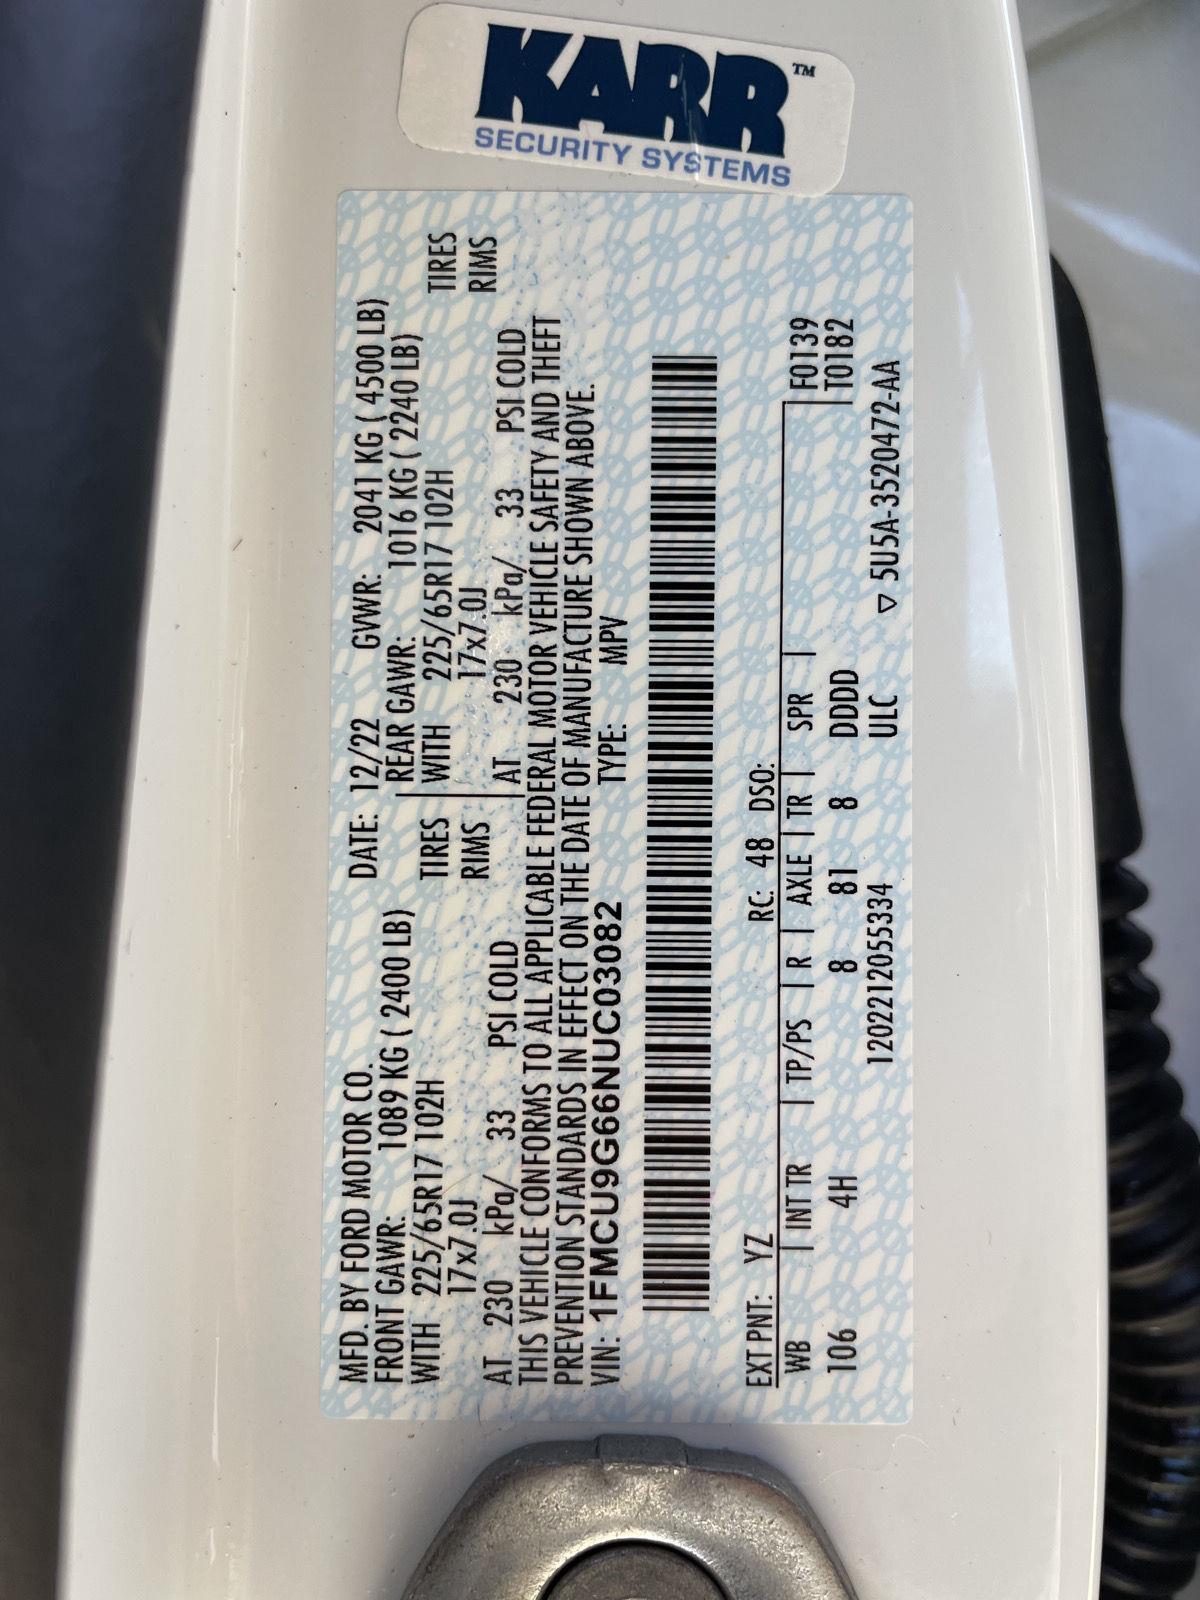 KARR™
SECURITY SYSTEMS
MFD. BY FORD MOTOR CO. DATE: 12/22 GVWR: 2041 KG ( 4500 LB)
FRONT GAWR: 1089 KG ( 2400 LB) REAR GAWR: 1016 KG ( 2240 LB)
WITH 225/65R17 102H TIRES WITH 225/65R17 102H TIRES
17x7.0J RIMS 17x7.0J RIMS
AT 230 kPa/ 33 PSI COLD AT 230 kPa/ 33 PSI COLD
THIS VEHICLE CONFORMS TO ALL APPLICABLE FEDERAL MOTOR VEHICLE SAFETY AND THEFT
PREVENTION STANDARDS IN EFFECT ON THE DATE OF MANUFACTURE SHOWN ABOVE.
VIN: 1FMCU9G66NUC03082 TYPE: MPV
EXT PNT: YZ RC: 48 DSO:
WB | INT TR | TP/PS | R | AXLE | TR | SPR | F0139
106 4H 8 81 8 DDDD T0182
120221205534 ULC ▽ 5U5A-3520472-AA